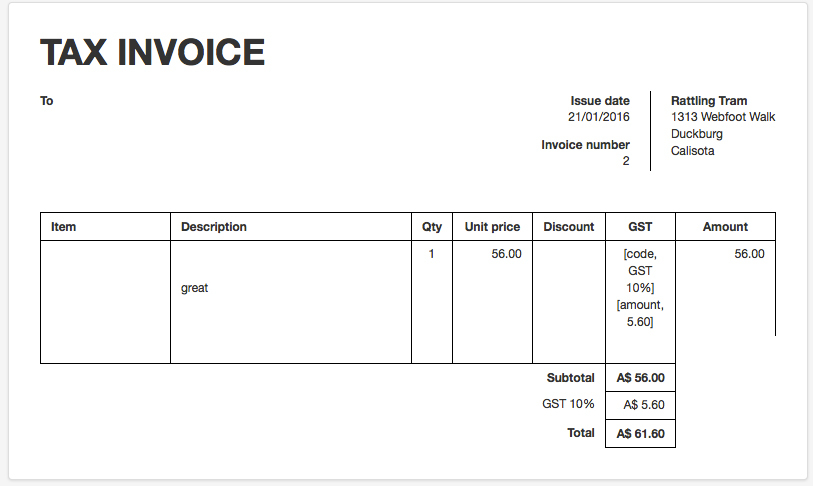 TAX INVOICE
To
Issue date
21/01/2016
Invoice number
2
Rattling Tram
1313 Webfoot Walk
Duckburg
Calisota
Item Description Qty Unit price Discount GST Amount
great 1 56.00 [code, 56.00
GST
10%]
[amount,
5.60]
Subtotal A$ 56.00
GST 10% A$ 5.60
Total A$ 61.60